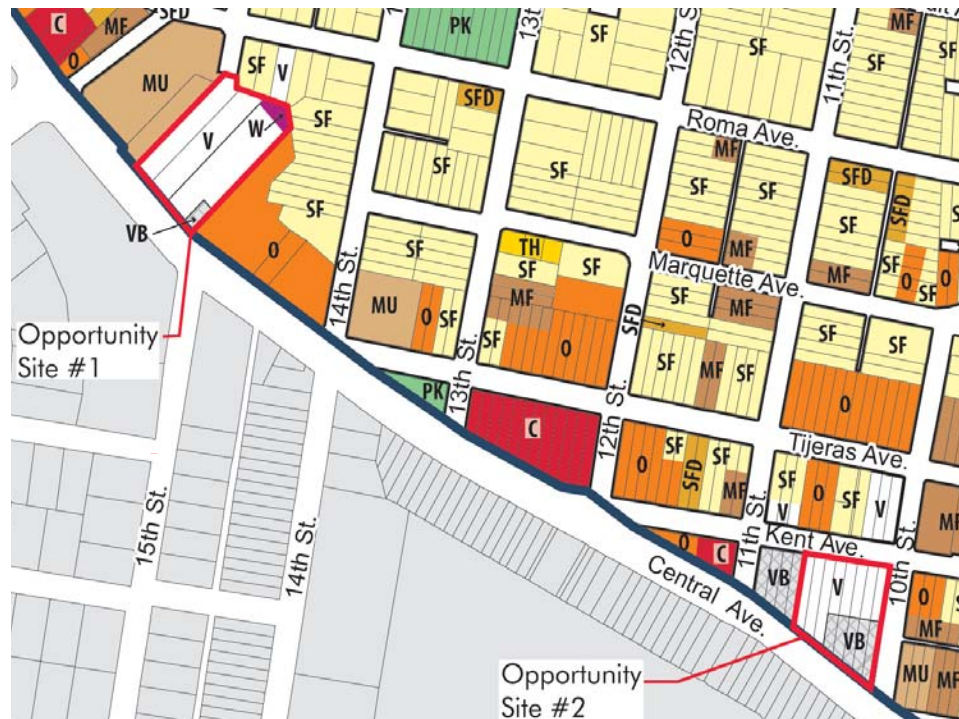 C
MF
SFD
O
MU
SF
V
PK
13th
SF
12th St.
SF
MF
SF
11th St.
SF
V
W
SF
SFD
SF
SF
Roma Ave.
MF
SF
SF
SFD
SFD
SF
VB
SF
O
14th St.
SF
TH
SF
SF
MF
O
MF
Marquette Ave.
MF
SF
O
SF
O
Opportunity
Site #1
MU
O
SF
SF
O
SFD
SF
MF
SF
MF
SF
SF
SF
O
PK
13th St.
C
12th St.
O
SF
SFD
SF
MF
Tijeras Ave.
SF
V
O
SF
V
MF
15th St.
14th St.
Central Ave.
O
C
11th St.
Kent Ave.
VB
V
VB
10th St.
O
MF
MU
MF
Opportunity
Site #2